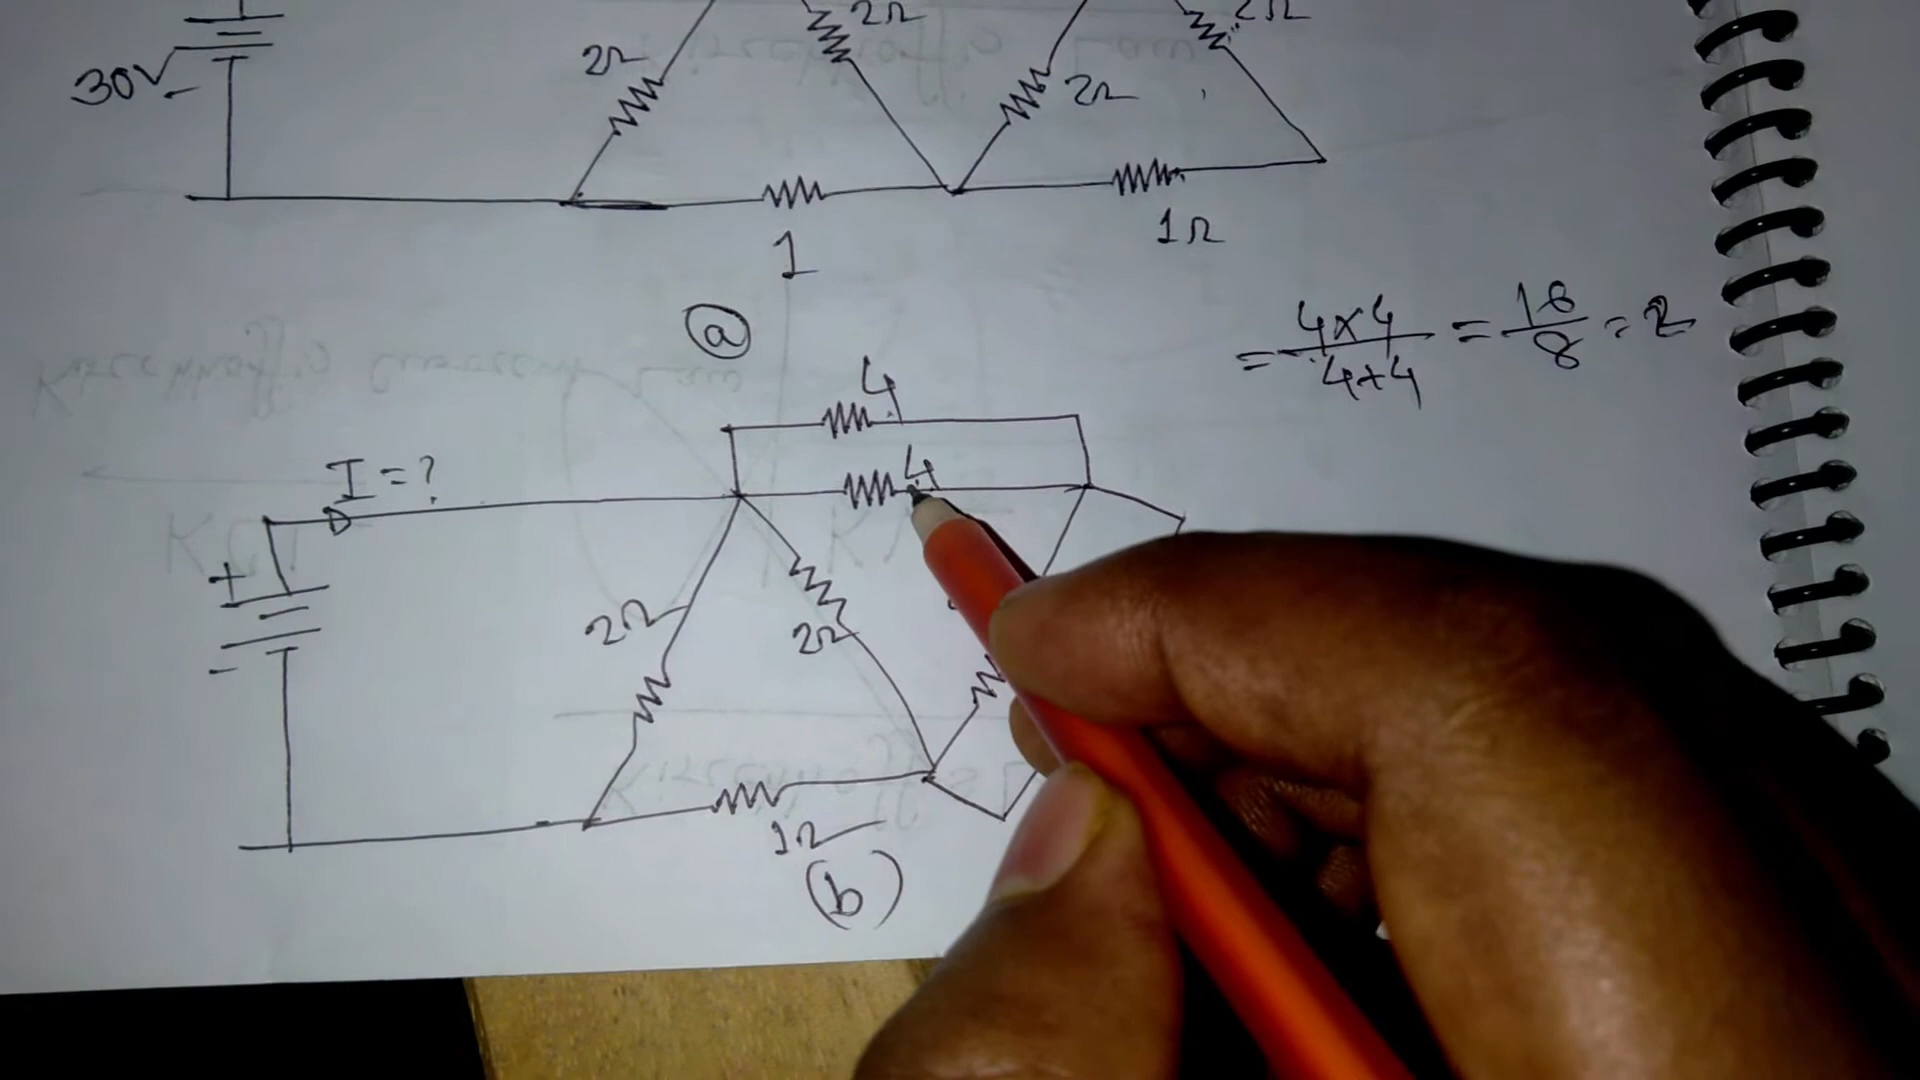 2Ω
2Ω
30V
-
2Ω
2Ω
1
1Ω
(a)
= 4×4/4+4 = 16/8 = 2
4
I = ?
4
+
-
2Ω
2Ω
1Ω
(b)